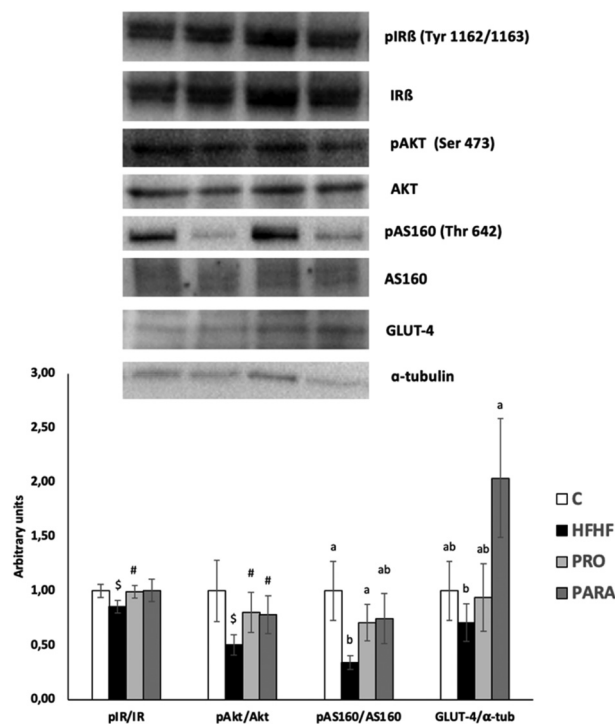 pIRß (Tyr 1162/1163)
IRß
pAKT (Ser 473)
AKT
pAS160 (Thr 642)
AS160
GLUT-4
α-tubulin
3,00
2,50
2,00
1,50
1,00
0,50
0,00
Arbitrary units
$
#
$
#
#
a
b
a
ab
ab
b
ab
a
pIR/IR
pAkt/Akt
pAS160/AS160
GLUT-4/α-tub
C
HFHF
PRO
PARA